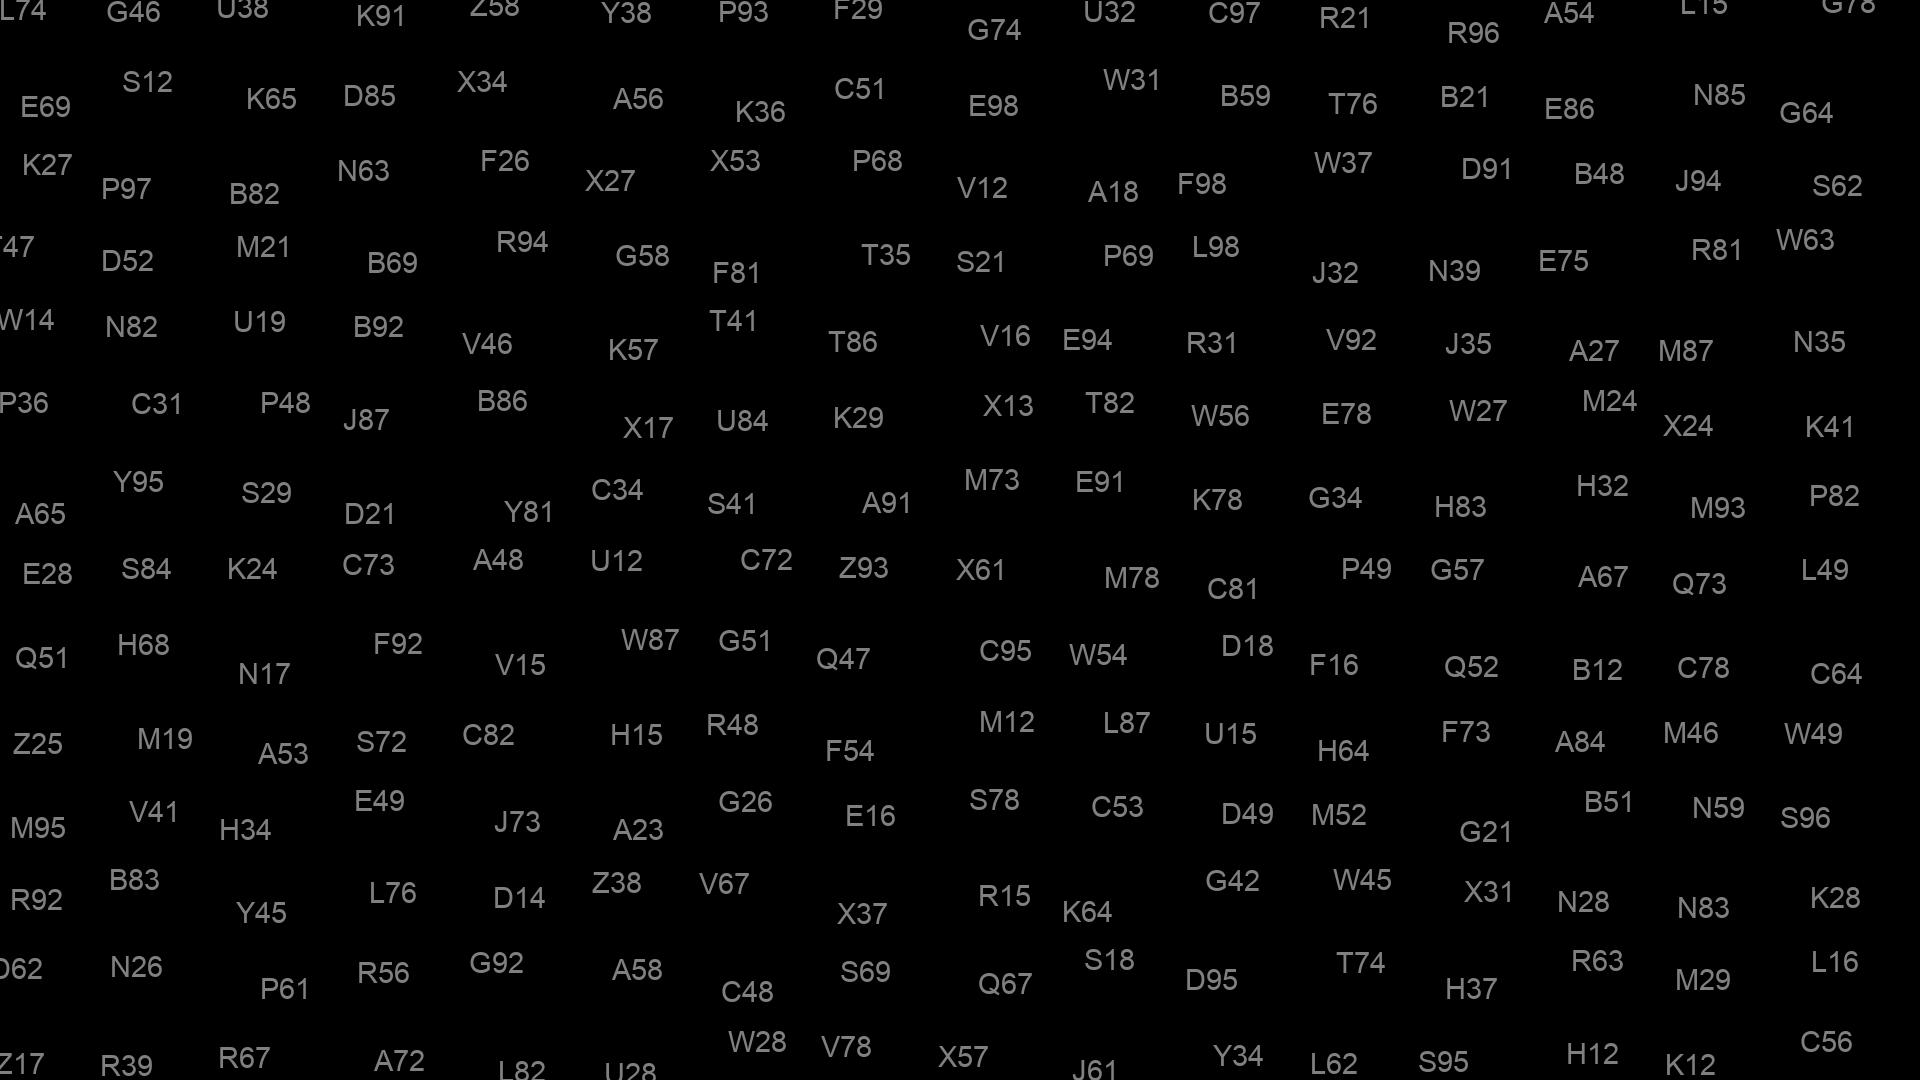 L74 G46 U38 K91 Z58 Y38 P93 F29 G74 U32 C97 R21 R96 A54 L15 G78
E69 S12 K65 D85 X34 A56 K36 C51 E98 W31 B59 T76 B21 E86 N85 G64
K27 P97 B82 N63 F26 X27 X53 P68 V12 A18 F98 W37 D91 B48 J94 S62
T47 D52 M21 B69 R94 G58 F81 T35 S21 P69 L98 J32 N39 E75 R81 W63
W14 N82 U19 B92 V46 K57 T41 T86 V16 E94 R31 V92 J35 A27 M87 N35
P36 C31 P48 J87 B86 X17 U84 K29 X13 T82 W56 E78 W27 M24 X24 K41
A65 Y95 S29 D21 Y81 C34 S41 A91 M73 E91 K78 G34 H83 H32 M93 P82
E28 S84 K24 C73 A48 U12 C72 Z93 X61 M78 C81 P49 G57 A67 Q73 L49
Q51 H68 N17 F92 V15 W87 G51 Q47 C95 W54 D18 F16 Q52 B12 C78 C64
Z25 M19 A53 S72 C82 H15 R48 F54 M12 L87 U15 H64 F73 A84 M46 W49
M95 V41 H34 E49 J73 A23 G26 E16 S78 C53 D49 M52 G21 B51 N59 S96
R92 B83 Y45 L76 D14 Z38 V67 X37 R15 K64 G42 W45 X31 N28 N83 K28
D62 N26 P61 R56 G92 A58 C48 S69 Q67 S18 D95 T74 H37 R63 M29 L16
Z17 R39 R67 A72 L82 U28 W28 V78 X57 J61 Y34 L62 S95 H12 K12 C56